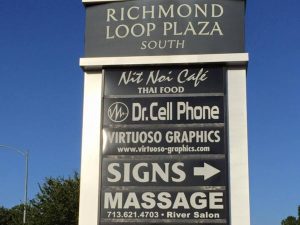 RICHMOND
LOOP PLAZA
SOUTH
Nit Noi Café
THAI FOOD
Dr. Cell Phone
VIRTUOSO GRAPHICS
www.virtuoso-graphics.com
SIGNS →
MASSAGE
713.621.4703 • River Salon